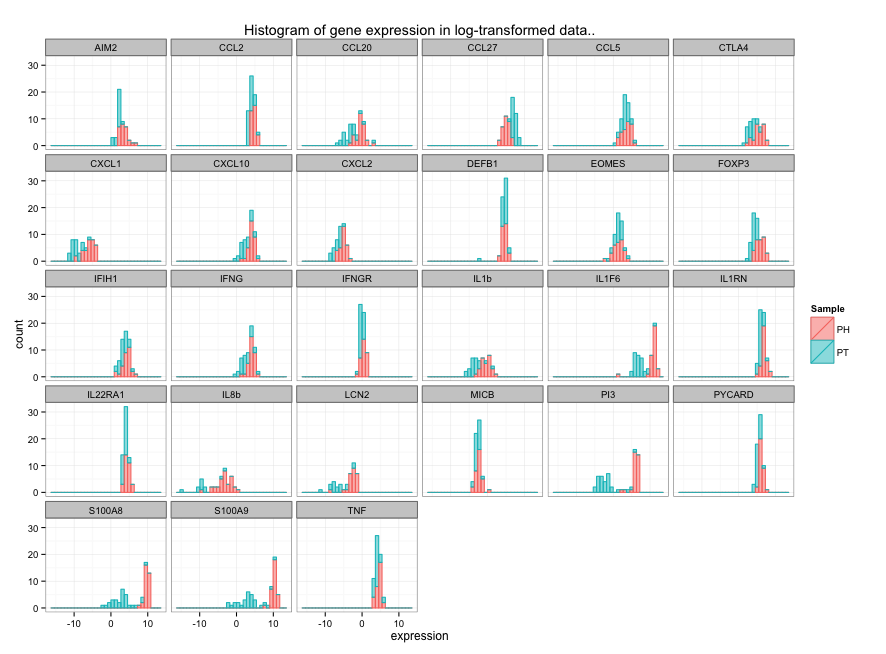 Histogram of gene expression in log-transformed data..
AIM2 CCL2 CCL20 CCL27 CCL5 CTLA4
30
20
10
0
CXCL1 CXCL10 CXCL2 DEFB1 EOMES FOXP3
30
20
10
0
IFIH1 IFNG IFNGR IL1b IL1F6 IL1RN
30
20
10
0
IL22RA1 IL8b LCN2 MICB PI3 PYCARD
30
20
10
0
S100A8 S100A9 TNF
30
20
10
0
-10 0 10 -10 0 10 -10 0 10
expression
count
Sample
PH
PT